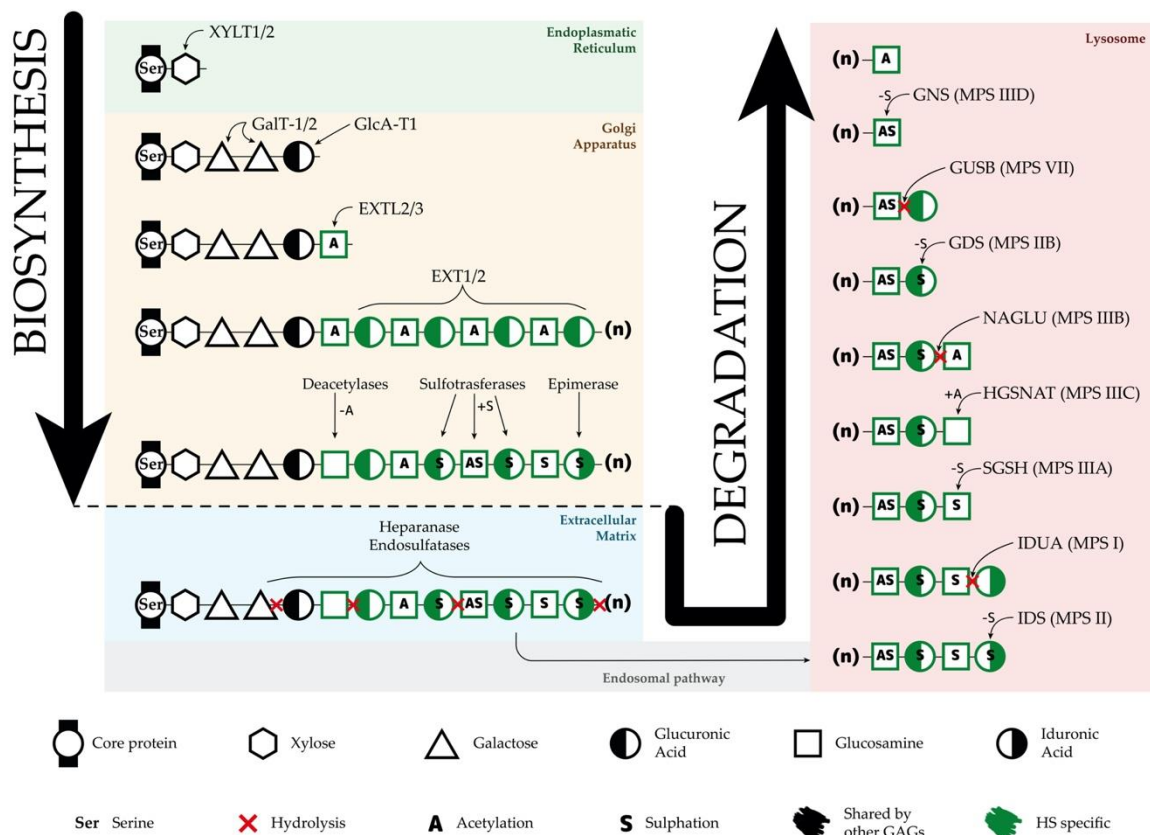 BIOSYNTHESIS
Endoplasmatic
Reticulum
XYLT1/2
Ser
Golgi
Apparatus
GalT-1/2
GlcA-T1
Ser
EXTL2/3
Ser A
EXT1/2
Ser A A A A (n)
Deacetylases Sulfotrasferases Epimerase
-A +S
Ser A S AS S S S (n)
Extracellular
Matrix
Heparanase
Endosulfatases
Ser A S AS S S S (n)
Endosomal pathway
DEGRADATION
Lysosome
(n) A
-S GNS (MPS IIID)
(n) AS
GUSB (MPS VII)
(n) AS
-S GDS (MPS IIB)
(n) AS S
NAGLU (MPS IIIB)
(n) AS S A
+A HGSNAT (MPS IIIC)
(n) AS S
-S SGSH (MPS IIIA)
(n) AS S S
IDUA (MPS I)
(n) AS S S
-S IDS (MPS II)
(n) AS S S S
Core protein
Xylose
Galactose
Glucuronic
Acid
Glucosamine
Iduronic
Acid
Ser Serine
Hydrolysis
A Acetylation
S Sulphation
Shared by
other GAGs
HS specific